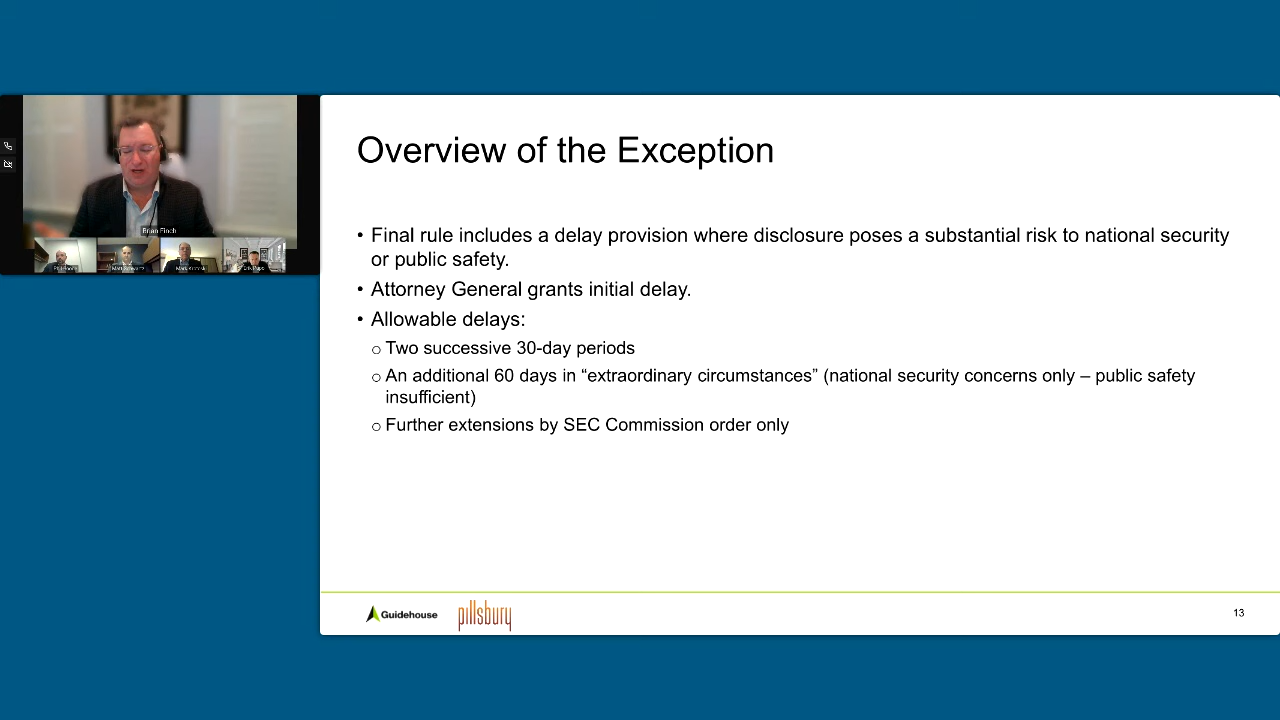 Brian Finch
Matt Schwartz
Overview of the Exception
• Final rule includes a delay provision where disclosure poses a substantial risk to national security
or public safety.
• Attorney General grants initial delay.
• Allowable delays:
o Two successive 30-day periods
o An additional 60 days in “extraordinary circumstances” (national security concerns only – public safety
insufficient)
o Further extensions by SEC Commission order only
Guidehouse
pillsbury
13